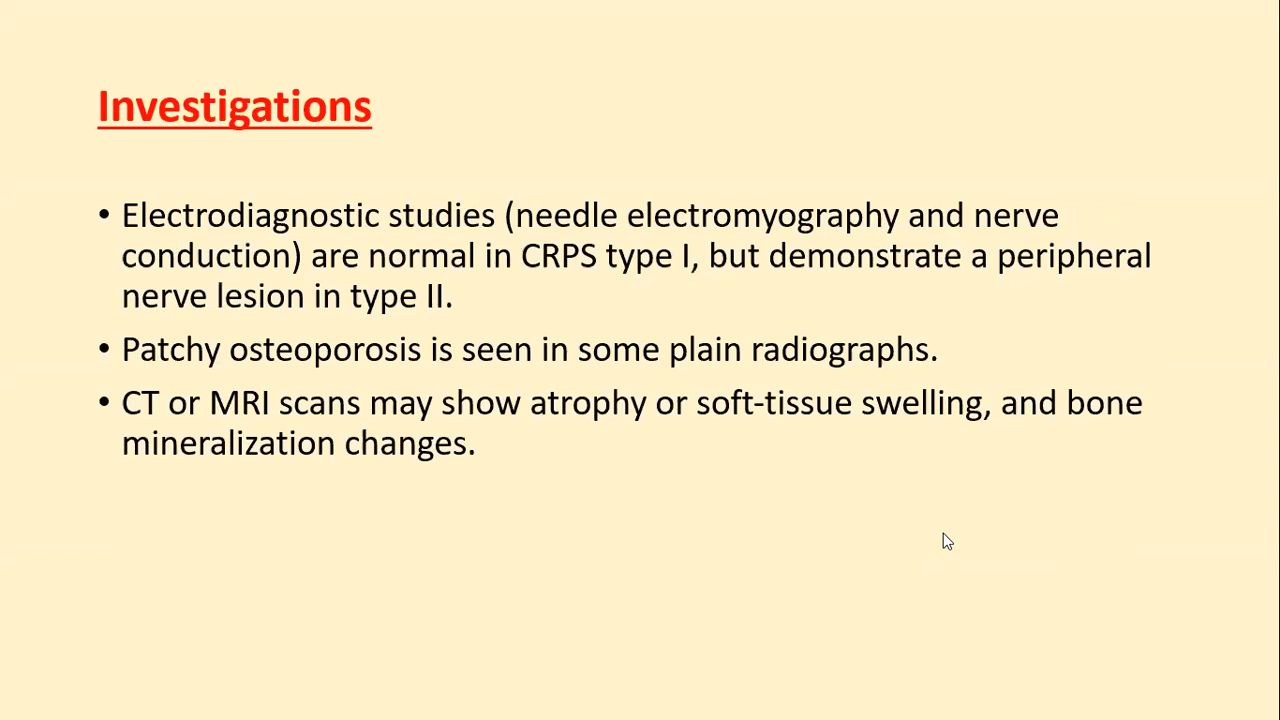 Investigations
• Electrodiagnostic studies (needle electromyography and nerve
conduction) are normal in CRPS type I, but demonstrate a peripheral
nerve lesion in type II.
• Patchy osteoporosis is seen in some plain radiographs.
• CT or MRI scans may show atrophy or soft-tissue swelling, and bone
mineralization changes.